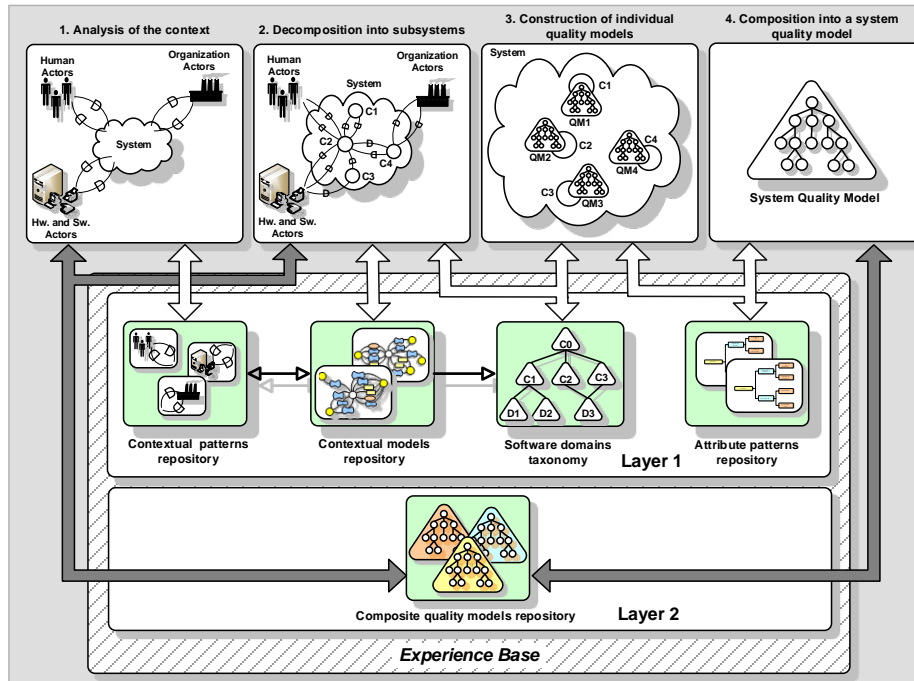 1. Analysis of the context
Human
Actors
Organization
Actors
System
Hw. and Sw.
Actors
2. Decomposition into subsystems
Human
Actors
Organization
Actors
System
C1
C2
D
D
C4
C3
D
Hw. and Sw.
Actors
3. Construction of individual
quality models
System
C1
QM1
QM2
C2
C4
QM4
C3
QM3
4. Composition into a system
quality model
System Quality Model
C0
C1
C2
C3
D1
D2
D3
Contextual patterns
repository
Contextual models
repository
Software domains
taxonomy
Attribute patterns
repository
Layer 1
Composite quality models repository
Layer 2
Experience Base